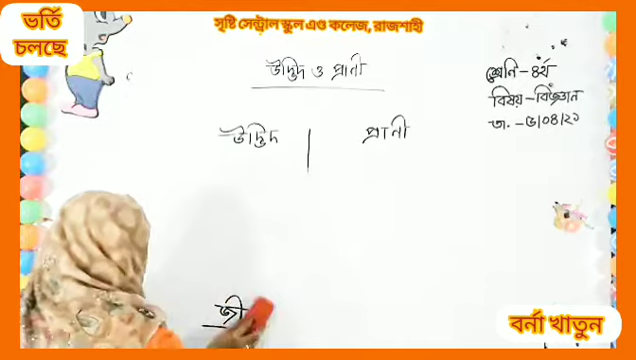 ভর্তি
চলছে
সৃষ্টি সেন্ট্রাল স্কুল এণ্ড কলেজ, রাজশাহী
উদ্ভিদ ও প্রাণী
শ্রেণি - ৪র্থ
বিষয় - বিজ্ঞান
তা. - ৬/০৪/২১
উদ্ভিদ | প্রাণী
জী
বর্না খাতুন